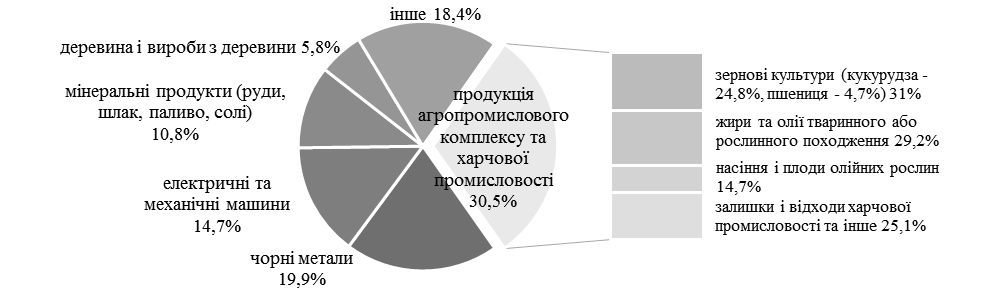 інше 18,4%
деревина і вироби з деревини 5,8%
мінеральні продукти (руди,
шлак, паливо, солі)
10,8%
електричні та
механічні машини
14,7%
чорні метали
19,9%
продукція
агропромислового
комплексу та
харчової
промисловості
30,5%
зернові культури (кукурудза -
24,8%, пшениця - 4,7%) 31%
жири та олії тваринного або
рослинного походження 29,2%
насіння і плоди олійних рослин
14,7%
залишки і відходи харчової
промисловості та інше 25,1%